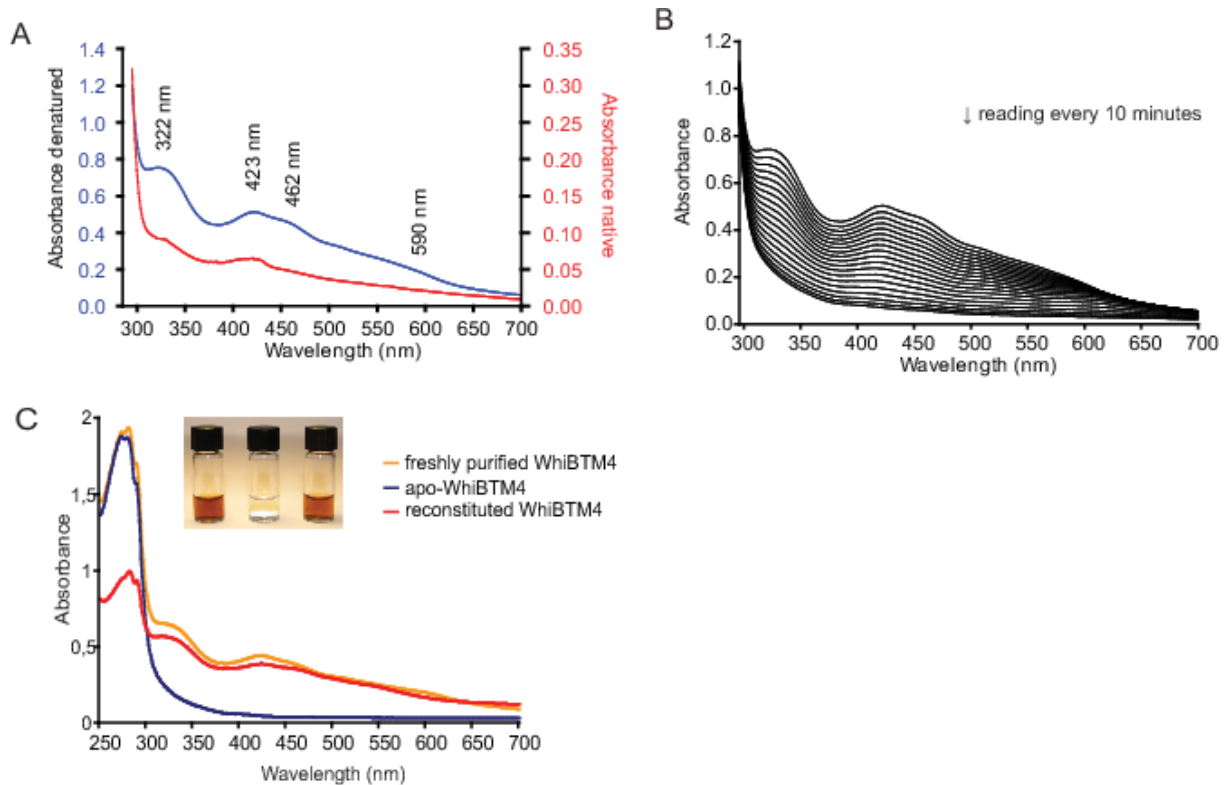 A
Absorbance denatured
1.4
1.2
1.0
0.8
0.6
0.4
0.2
0.0
322 nm
423 nm
462 nm
590 nm
0.35
0.30
0.25
0.20
0.15
0.10
0.05
0.00
Absorbance native
300 350 400 450 500 550 600 650 700
Wavelength (nm)
B
Absorbance
1.2
1.0
0.8
0.6
0.4
0.2
0.0
↓ reading every 10 minutes
300 350 400 450 500 550 600 650 700
Wavelength (nm)
C
Absorbance
2
1,5
1
0,5
0
freshly purified WhiBTM4
apo-WhiBTM4
reconstituted WhiBTM4
250 300 350 400 450 500 550 600 650 700
Wavelength (nm)